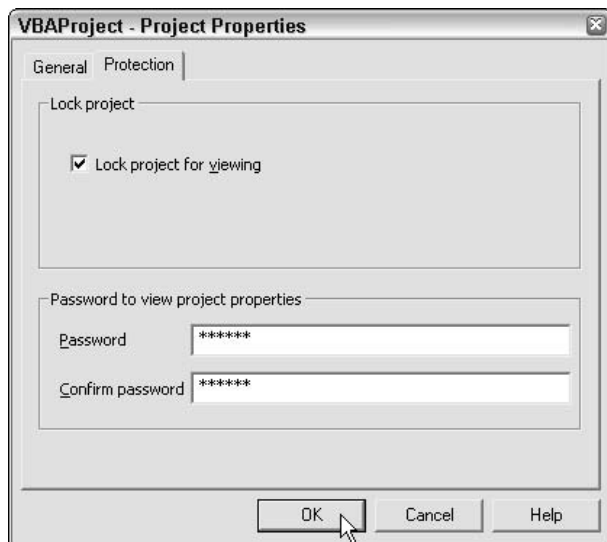 VBAProject - Project Properties
General Protection
Lock project
Lock project for viewing
Password to view project properties
Password ******
Confirm password ******
OK Cancel Help